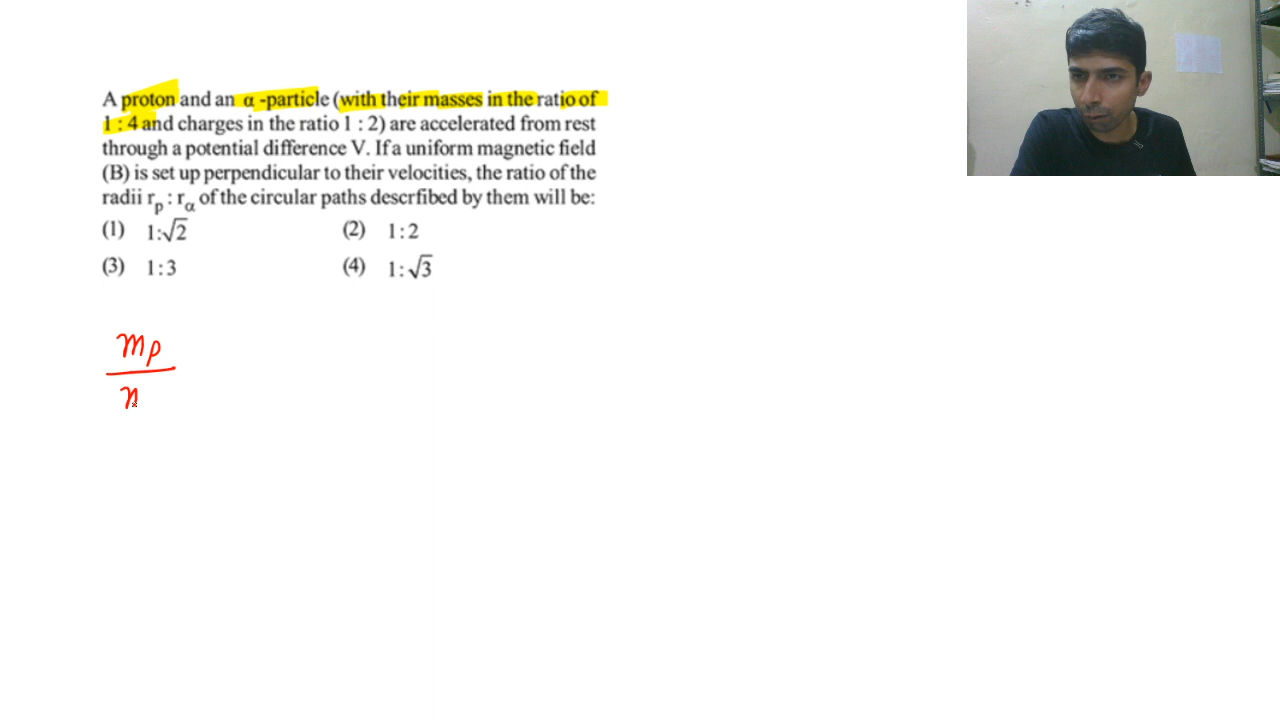 A proton and an α -particle (with their masses in the ratio of
1 : 4 and charges in the ratio 1 : 2) are accelerated from rest
through a potential difference V. If a uniform magnetic field
(B) is set up perpendicular to their velocities, the ratio of the
radii rp : rα of the circular paths descrfibed by them will be:
(1) 1:√2 (2) 1 : 2
(3) 1 : 3 (4) 1 : √3
mp
n